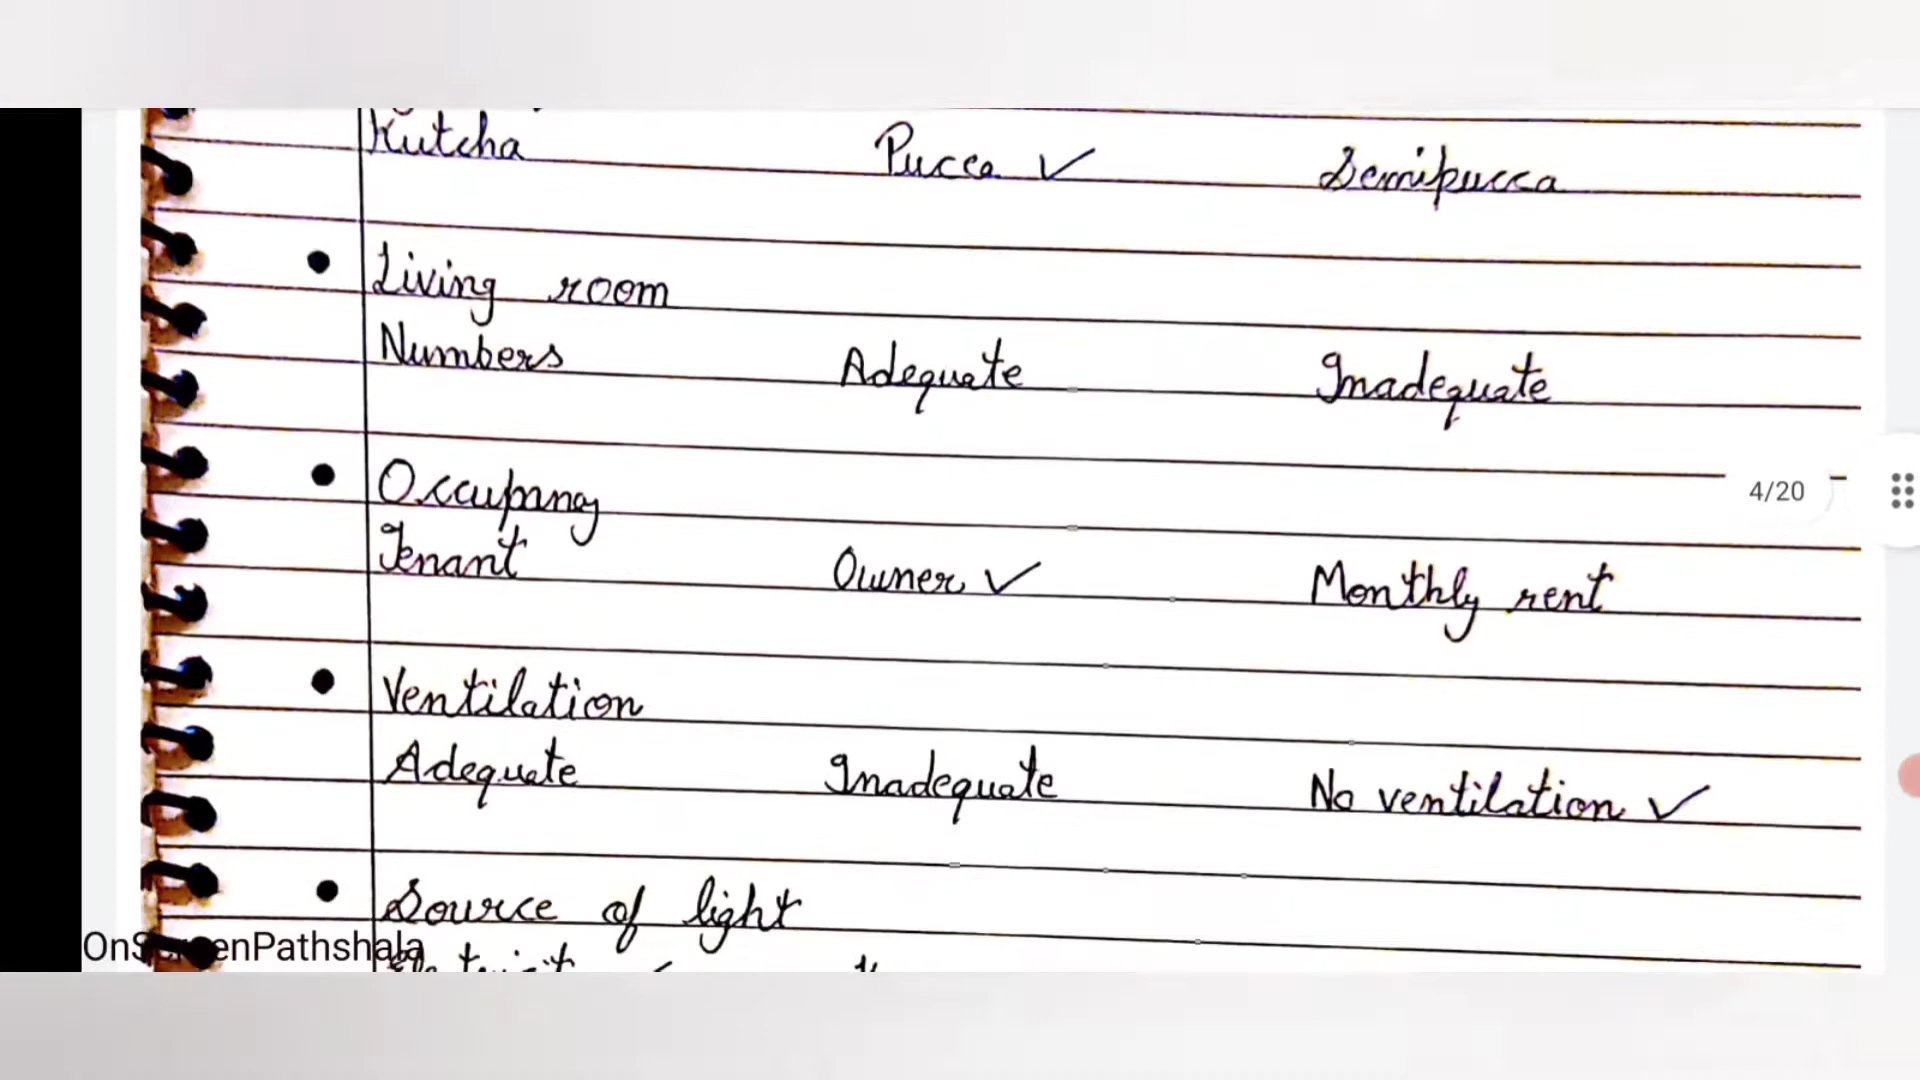 Kutcha Pucca ✓ Semipucca
• Living room
Numbers Adequate Inadequate
4/20
• Occupancy
Tenant Owner ✓ Monthly rent
• Ventilation
Adequate Inadequate No ventilation ✓
• Source of light
OnScreenPathshala